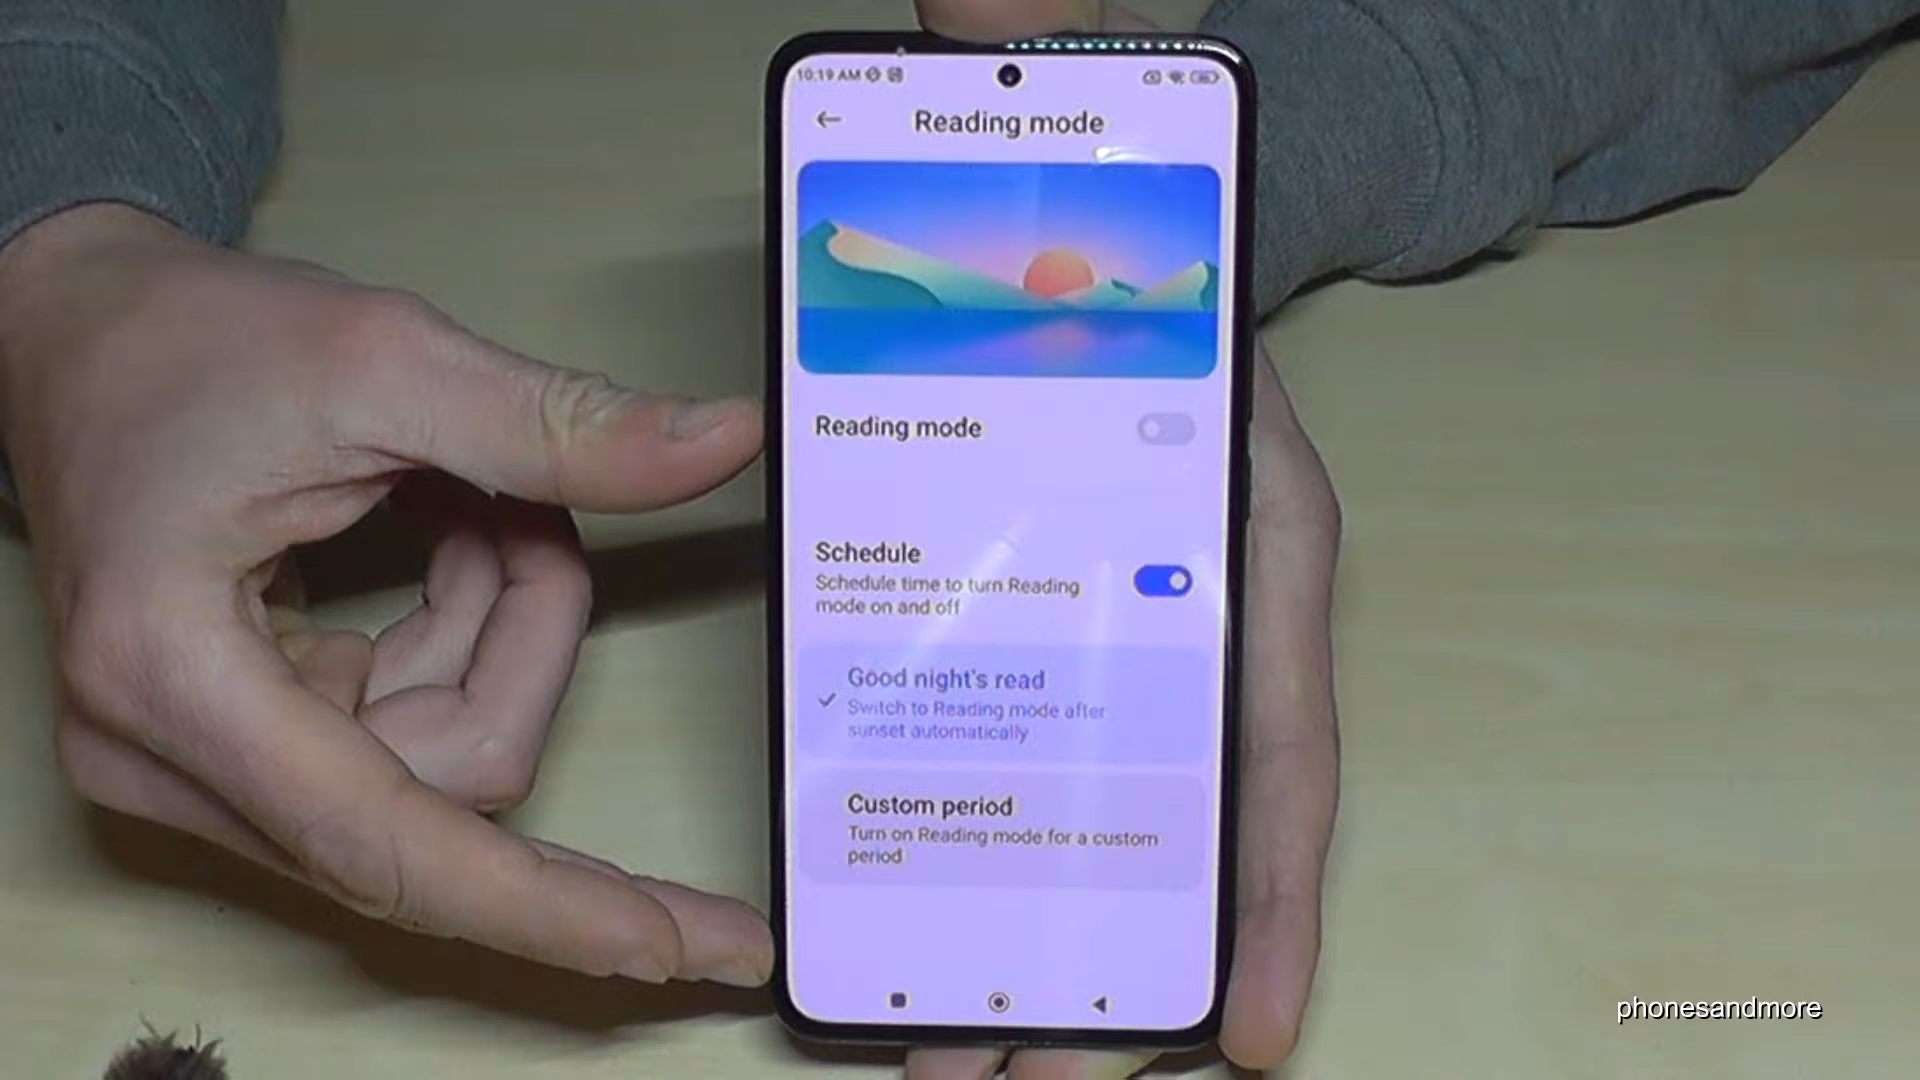 10:19 AM
Reading mode
Reading mode
Schedule
Schedule time to turn Reading
mode on and off
Good night's read
Switch to Reading mode after
sunset automatically
Custom period
Turn on Reading mode for a custom
period
phonesandmore